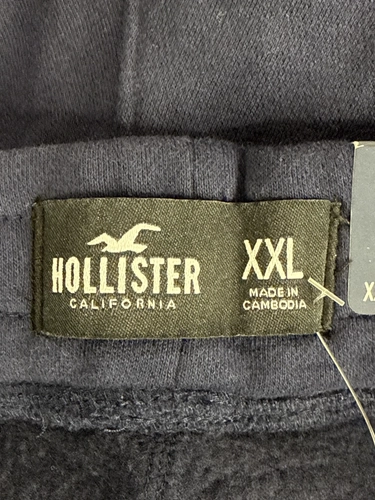 HOLLISTER
CALIFORNIA
XXL
MADE IN
CAMBODIA